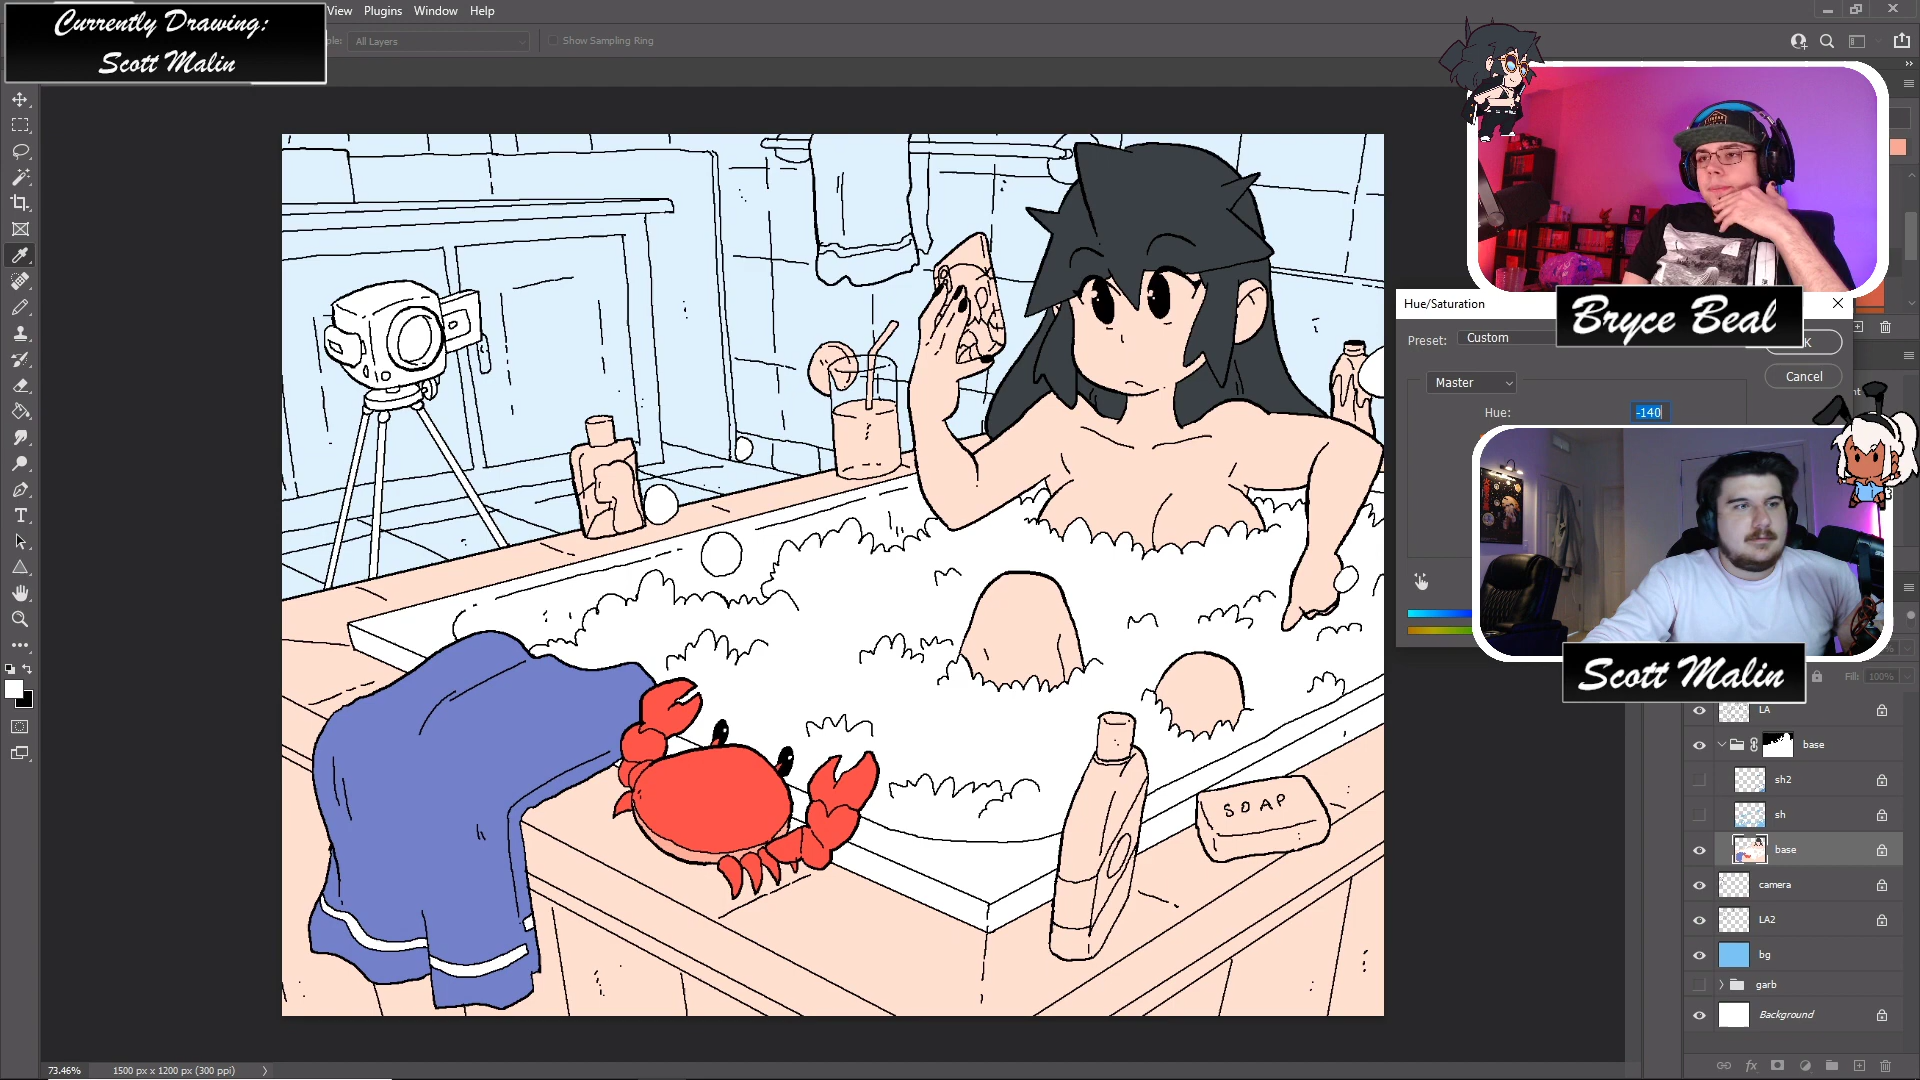 Currently Drawing:
Scott Malin
View Plugins Window Help
All Layers
Show Sampling Ring
Hue/Saturation
Preset: Custom
Bryce Beal
Master
Cancel
Hue: -140
SOAP
Scott Malin
Fill: 100%
LA
base
sh2
sh
base
camera
LA2
bg
garb
Background
73.46% 1500 px x 1200 px (300 ppi)